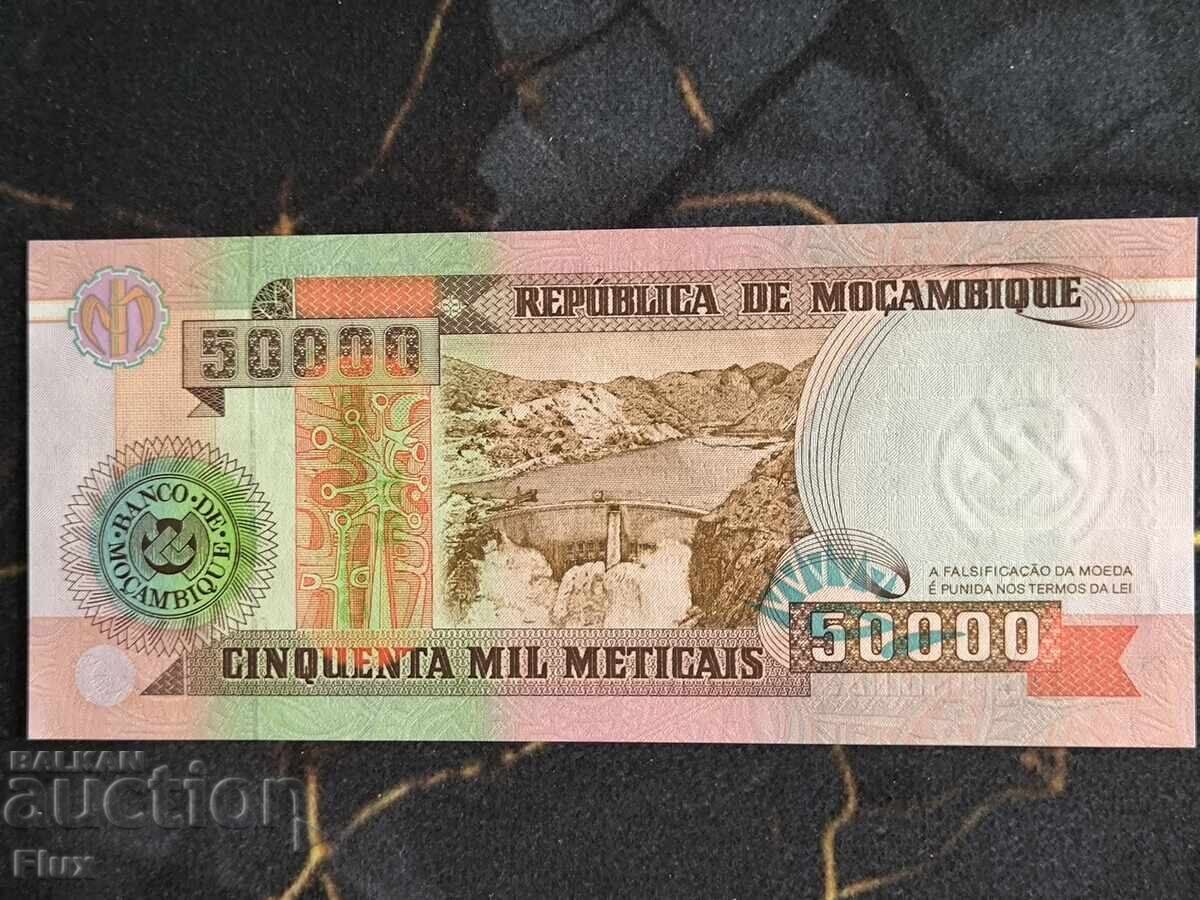 REPÚBLICA DE MOÇAMBIQUE
50000
BANCO · DE · MOÇAMBIQUE
A FALSIFICAÇÃO DA MOEDA
É PUNIDA NOS TERMOS DA LEI
50000
CINQUENTA MIL METICAIS
BALKAN
auction
Flux